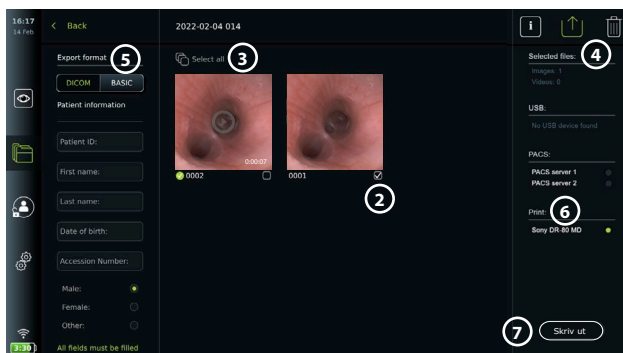 16:17
14 Feb
Back
2022-02-04 014
i
Export format
5
DICOM
BASIC
Patient information
Patient ID:
First name:
Last name:
Date of birth:
Accession Number:
Male:
Female:
Other:
All fields must be filled
3:30
Select all
3
0:00:07
0002
0001
2
Selected files:
4
Images: 1
Videos: 0
USB:
No USB device found
PACS:
PACS server 1
PACS server 2
Print:
6
Sony DR-80 MD
7
Skriv ut